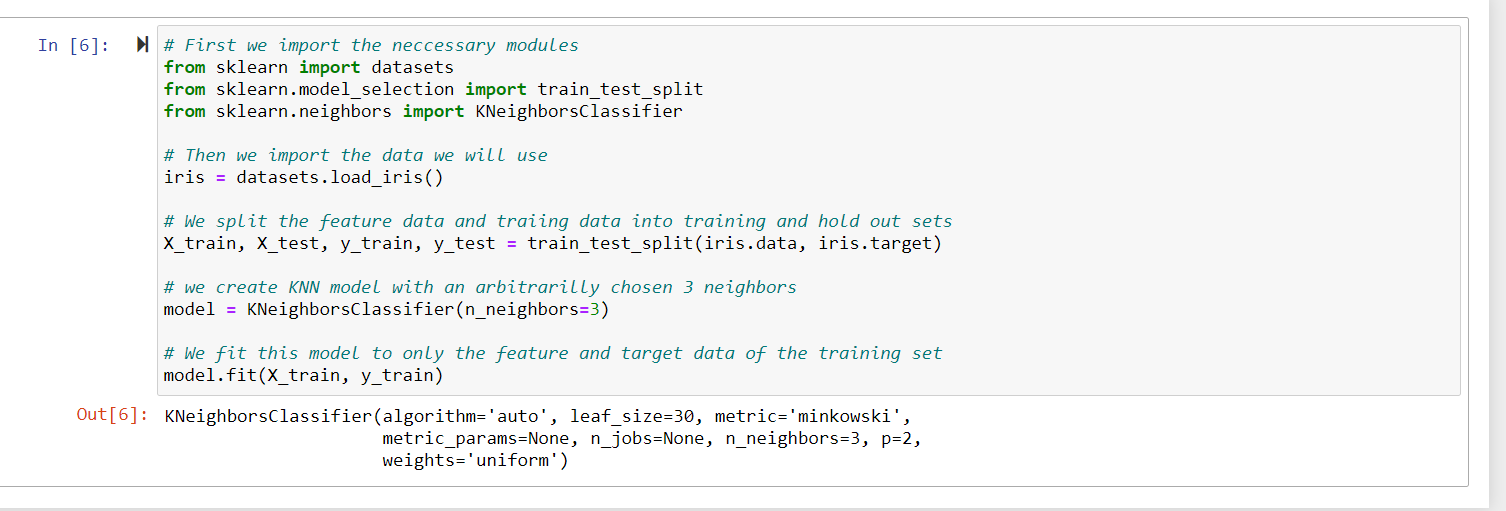 In [6]:
# First we import the neccessary modules
from sklearn import datasets
from sklearn.model_selection import train_test_split
from sklearn.neighbors import KNeighborsClassifier
# Then we import the data we will use
iris = datasets.load_iris()
# We split the feature data and traiing data into training and hold out sets
X_train, X_test, y_train, y_test = train_test_split(iris.data, iris.target)
# we create KNN model with an arbitrarilly chosen 3 neighbors
model = KNeighborsClassifier(n_neighbors=3)
# We fit this model to only the feature and target data of the training set
model.fit(X_train, y_train)
Out[6]: KNeighborsClassifier(algorithm='auto', leaf_size=30, metric='minkowski',
metric_params=None, n_jobs=None, n_neighbors=3, p=2,
weights='uniform')